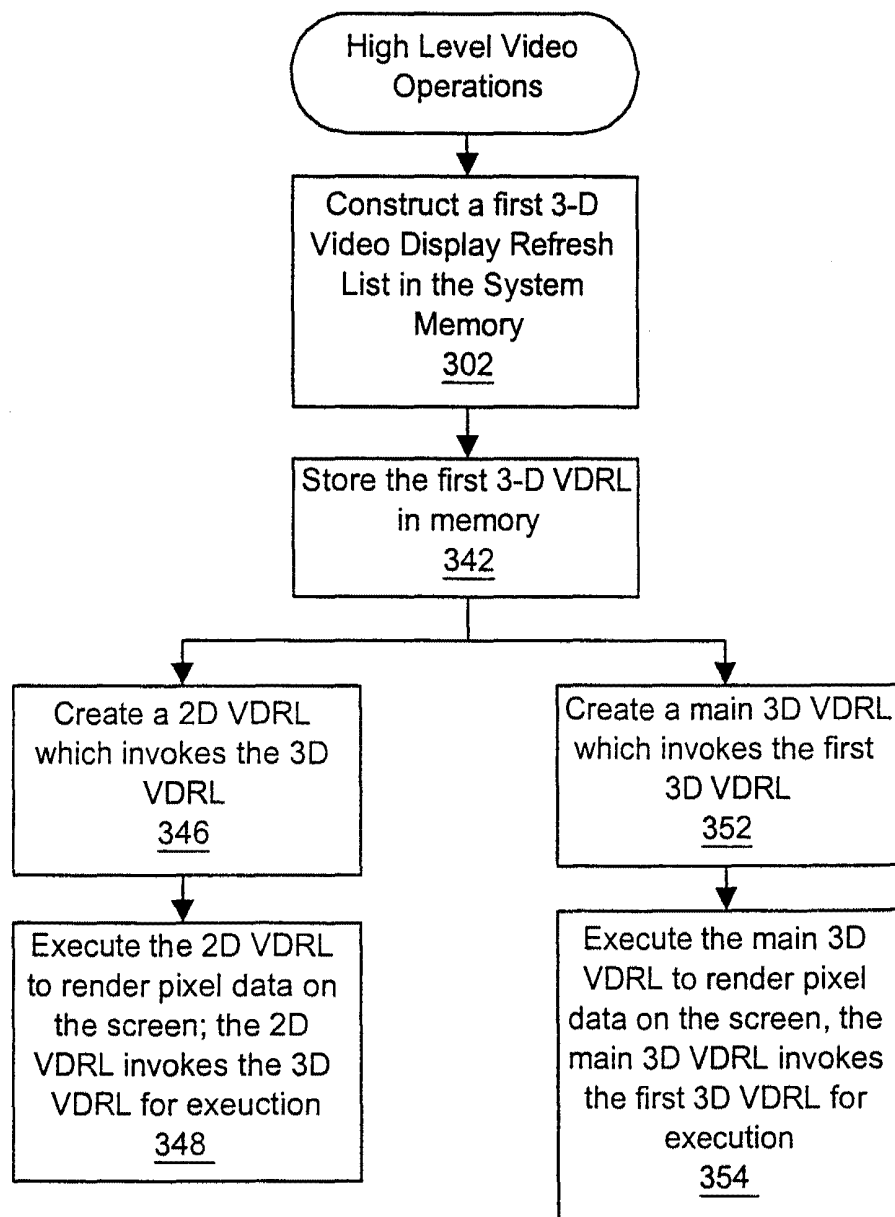 High Level Video
Operations
Construct a first 3-D
Video Display Refresh
List in the System
Memory
302
Store the first 3-D VDRL
in memory
342
Create a 2D VDRL
which invokes the 3D
VDRL
346
Execute the 2D VDRL
to render pixel data on
the screen; the 2D
VDRL invokes the 3D
VDRL for exeuction
348
Create a main 3D VDRL
which invokes the first
3D VDRL
352
Execute the main 3D
VDRL to render pixel
data on the screen, the
main 3D VDRL invokes
the first 3D VDRL for
execution
354